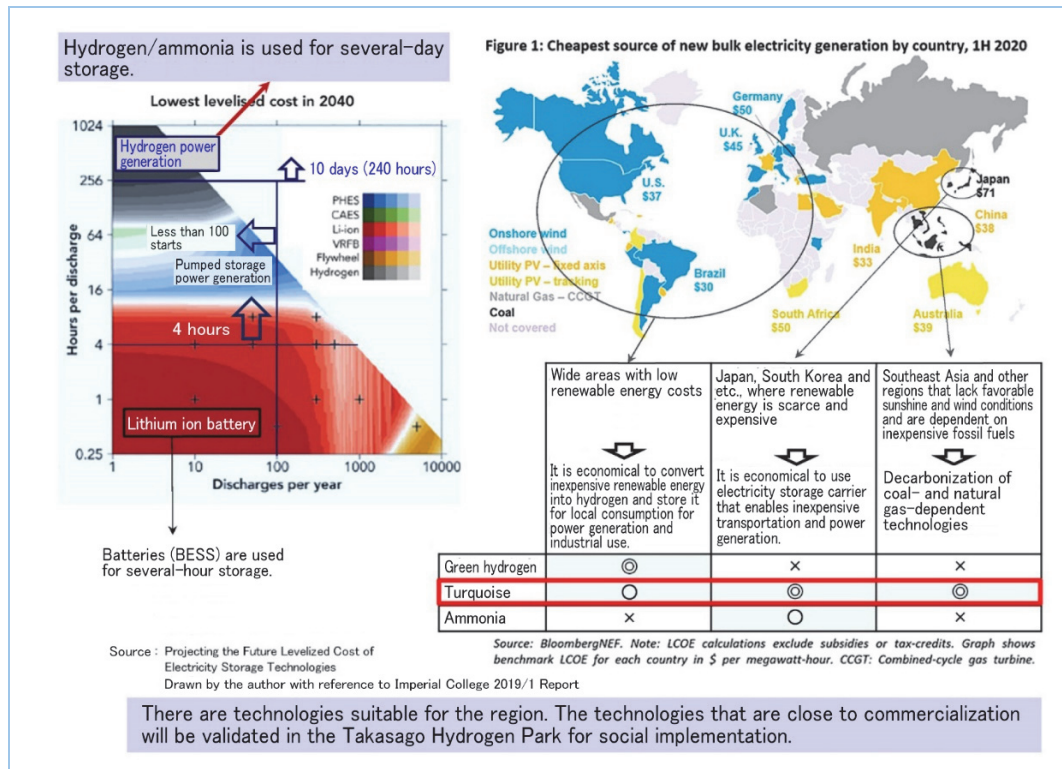 Hydrogen/ammonia is used for several-day
storage.
Lowest levelised cost in 2040
Hours per discharge
1024
256
64
16
4
1
0.25
1
10
100
1000
10000
Discharges per year
Hydrogen power
generation
10 days (240 hours)
Less than 100
starts
Pumped storage
power generation
4 hours
Lithium ion battery
PHES
CAES
Li-ion
VRFB
Flywheel
Hydrogen
Batteries (BESS) are used
for several-hour storage.
Source : Projecting the Future Levelized Cost of
Electricity Storage Technologies
Drawn by the author with reference to Imperial College 2019/1 Report
Figure 1: Cheapest source of new bulk electricity generation by country, 1H 2020
Germany
$50
U.K.
$45
U.S.
$37
Japan
$71
China
$38
India
$33
Brazil
$30
South Africa
$50
Australia
$39
Onshore wind
Offshore wind
Utility PV – fixed axis
Utility PV – tracking
Natural Gas – CCGT
Coal
Not covered
Wide areas with low
renewable energy costs
It is economical to convert
inexpensive renewable energy
into hydrogen and store it
for local consumption for
power generation and
industrial use.
Japan, South Korea and
etc., where renewable
energy is scarce and
expensive
It is economical to use
electricity storage carrier
that enables inexpensive
transportation and power
generation.
Southeast Asia and other
regions that lack favorable
sunshine and wind conditions
and are dependent on
inexpensive fossil fuels
Decarbonization of
coal- and natural
gas-dependent
technologies
Green hydrogen ◎ × ×
Turquoise ○ ◎ ◎
Ammonia × ○ ×
Source: BloombergNEF. Note: LCOE calculations exclude subsidies or tax-credits. Graph shows
benchmark LCOE for each country in $ per megawatt-hour. CCGT: Combined-cycle gas turbine.
There are technologies suitable for the region. The technologies that are close to commercialization
will be validated in the Takasago Hydrogen Park for social implementation.